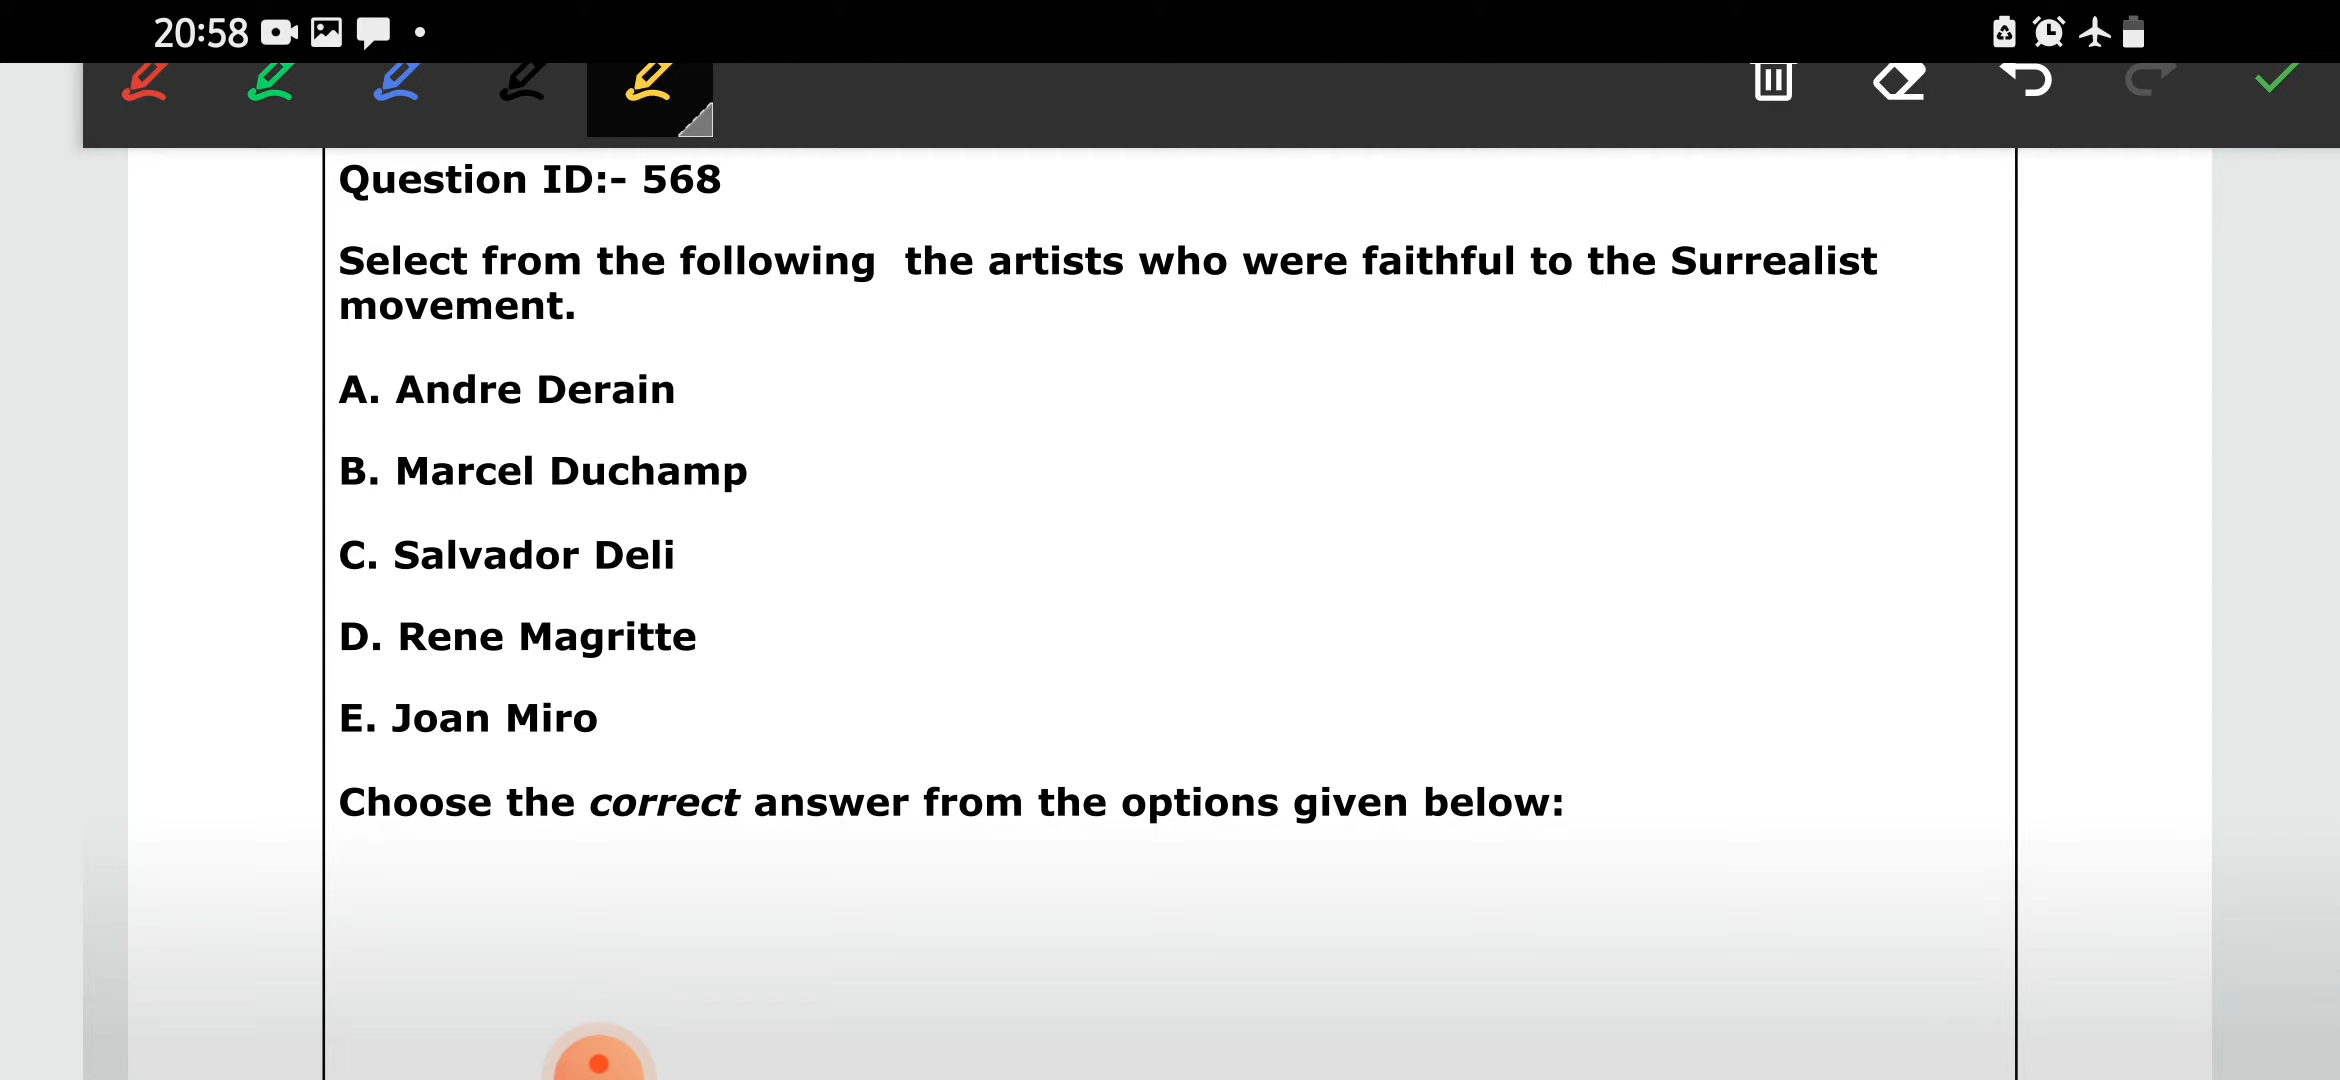 20:58
Question ID:- 568
Select from the following the artists who were faithful to the Surrealist
movement.
A. Andre Derain
B. Marcel Duchamp
C. Salvador Deli
D. Rene Magritte
E. Joan Miro
Choose the correct answer from the options given below: